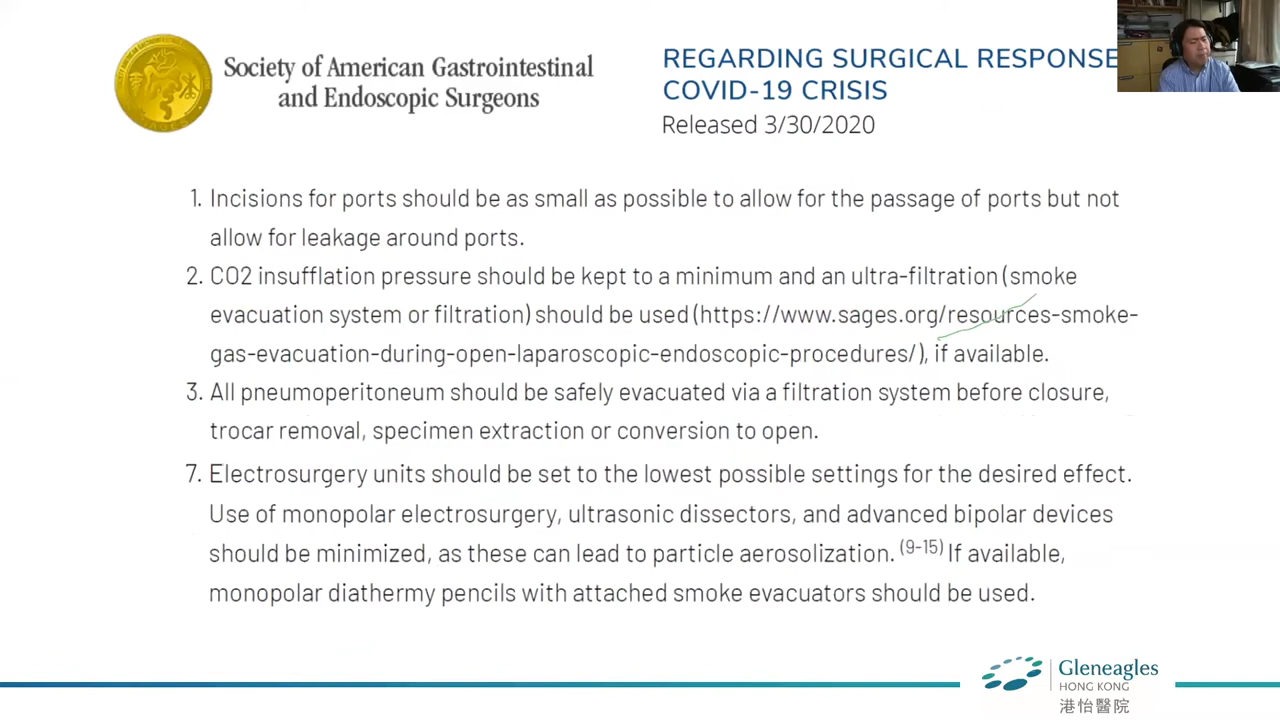 Society of American Gastrointestinal
and Endoscopic Surgeons
REGARDING SURGICAL RESPONSE
COVID-19 CRISIS
Released 3/30/2020
1. Incisions for ports should be as small as possible to allow for the passage of ports but not
allow for leakage around ports.
2. CO2 insufflation pressure should be kept to a minimum and an ultra-filtration (smoke
evacuation system or filtration) should be used (https://www.sages.org/resources-smoke-
gas-evacuation-during-open-laparoscopic-endoscopic-procedures/), if available.
3. All pneumoperitoneum should be safely evacuated via a filtration system before closure,
trocar removal, specimen extraction or conversion to open.
7. Electrosurgery units should be set to the lowest possible settings for the desired effect.
Use of monopolar electrosurgery, ultrasonic dissectors, and advanced bipolar devices
should be minimized, as these can lead to particle aerosolization. (9-15) If available,
monopolar diathermy pencils with attached smoke evacuators should be used.
Gleneagles
HONG KONG
港怡醫院